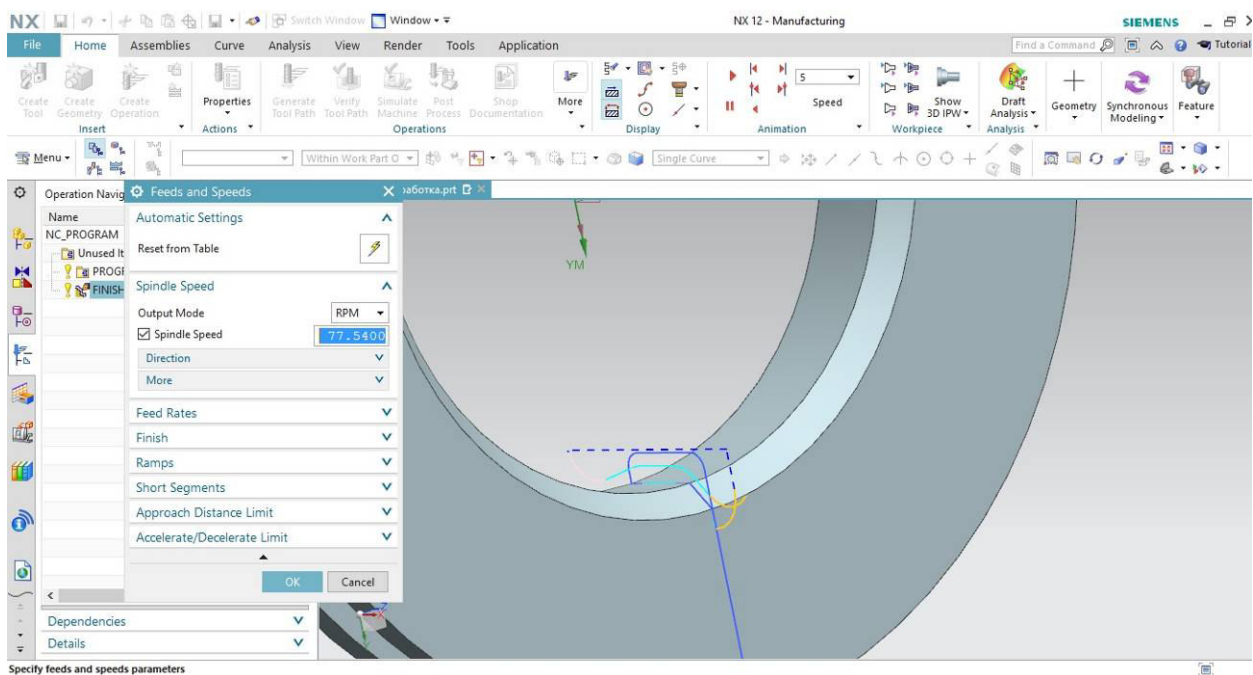 NX Switch Window Window NX 12 - Manufacturing SIEMENS
File Home Assemblies Curve Analysis View Render Tools Application Find a Command Tutorial
Create Tool Create Geometry Create Operation Properties Generate Tool Path Verify Tool Path Simulate Machine Post Process Shop Documentation More 5 Speed Show 3D IPW Draft Analysis Geometry Synchronous Modeling Feature
Insert Actions Operations Display Animation Workpiece Analysis
Menu Within Work Part O Single Curve
Operation Navig Feeds and Speeds аботка.prt
Name
NC_PROGRAM
Unused It
PROGI
FINISH
Automatic Settings
Reset from Table
Spindle Speed
Output Mode RPM
Spindle Speed 77.5400
Direction
More
Feed Rates
Finish
Ramps
Short Segments
Approach Distance Limit
Accelerate/Decelerate Limit
OK Cancel
YM
Dependencies
Details
Specify feeds and speeds parameters